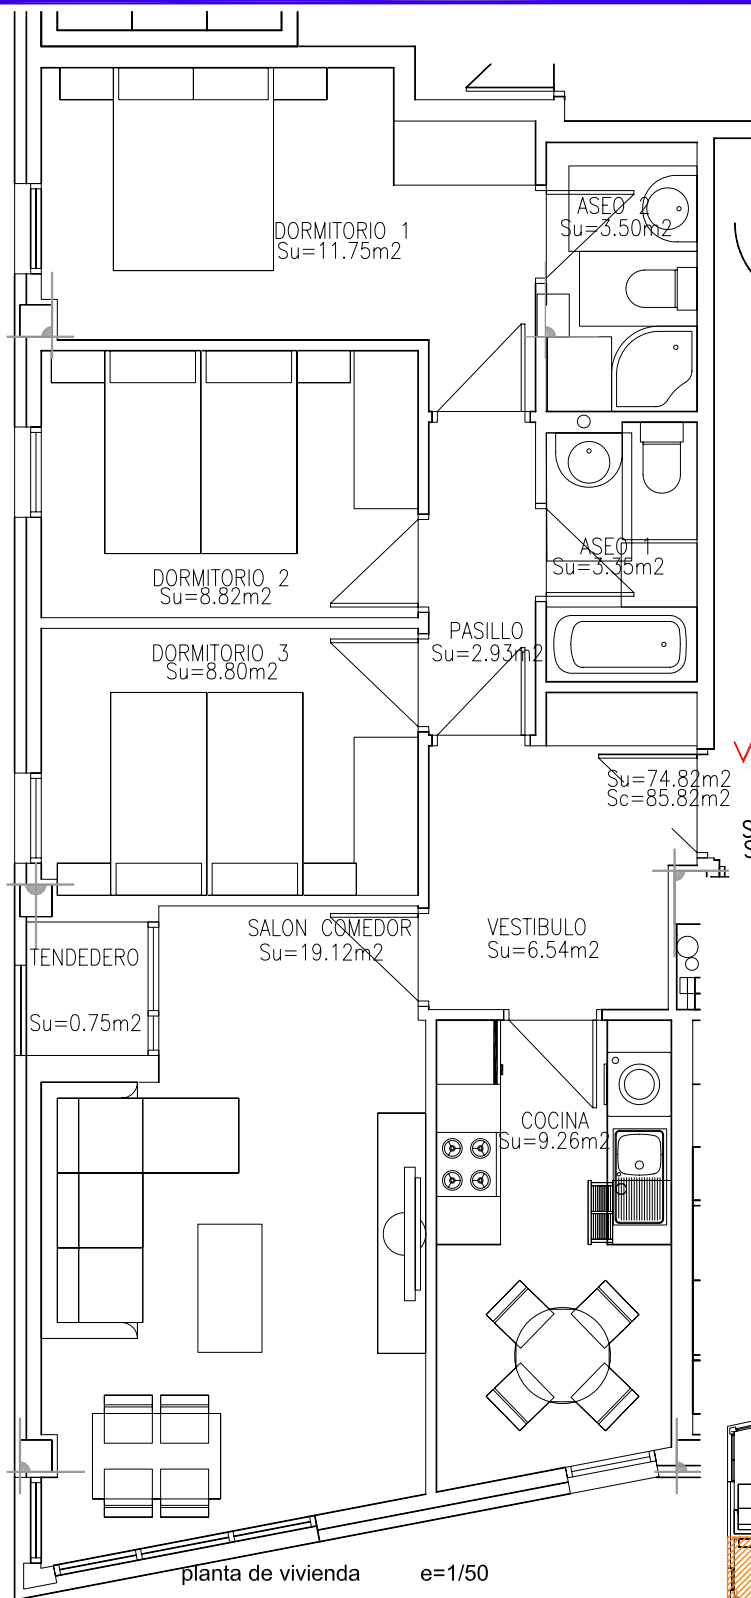 ASEO 2
Su=3.50m2
DORMITORIO 1
Su=11.75m2
ASEO 1
Su=3.35m2
DORMITORIO 2
Su=8.82m2
PASILLO
Su=2.93m2
DORMITORIO 3
Su=8.80m2
Su=74.82m2
Sc=85.82m2
SALON COMEDOR
Su=19.12m2
VESTIBULO
Su=6.54m2
TENDEDERO
Su=0.75m2
COCINA
Su=9.26m2
planta de vivienda e=1/50